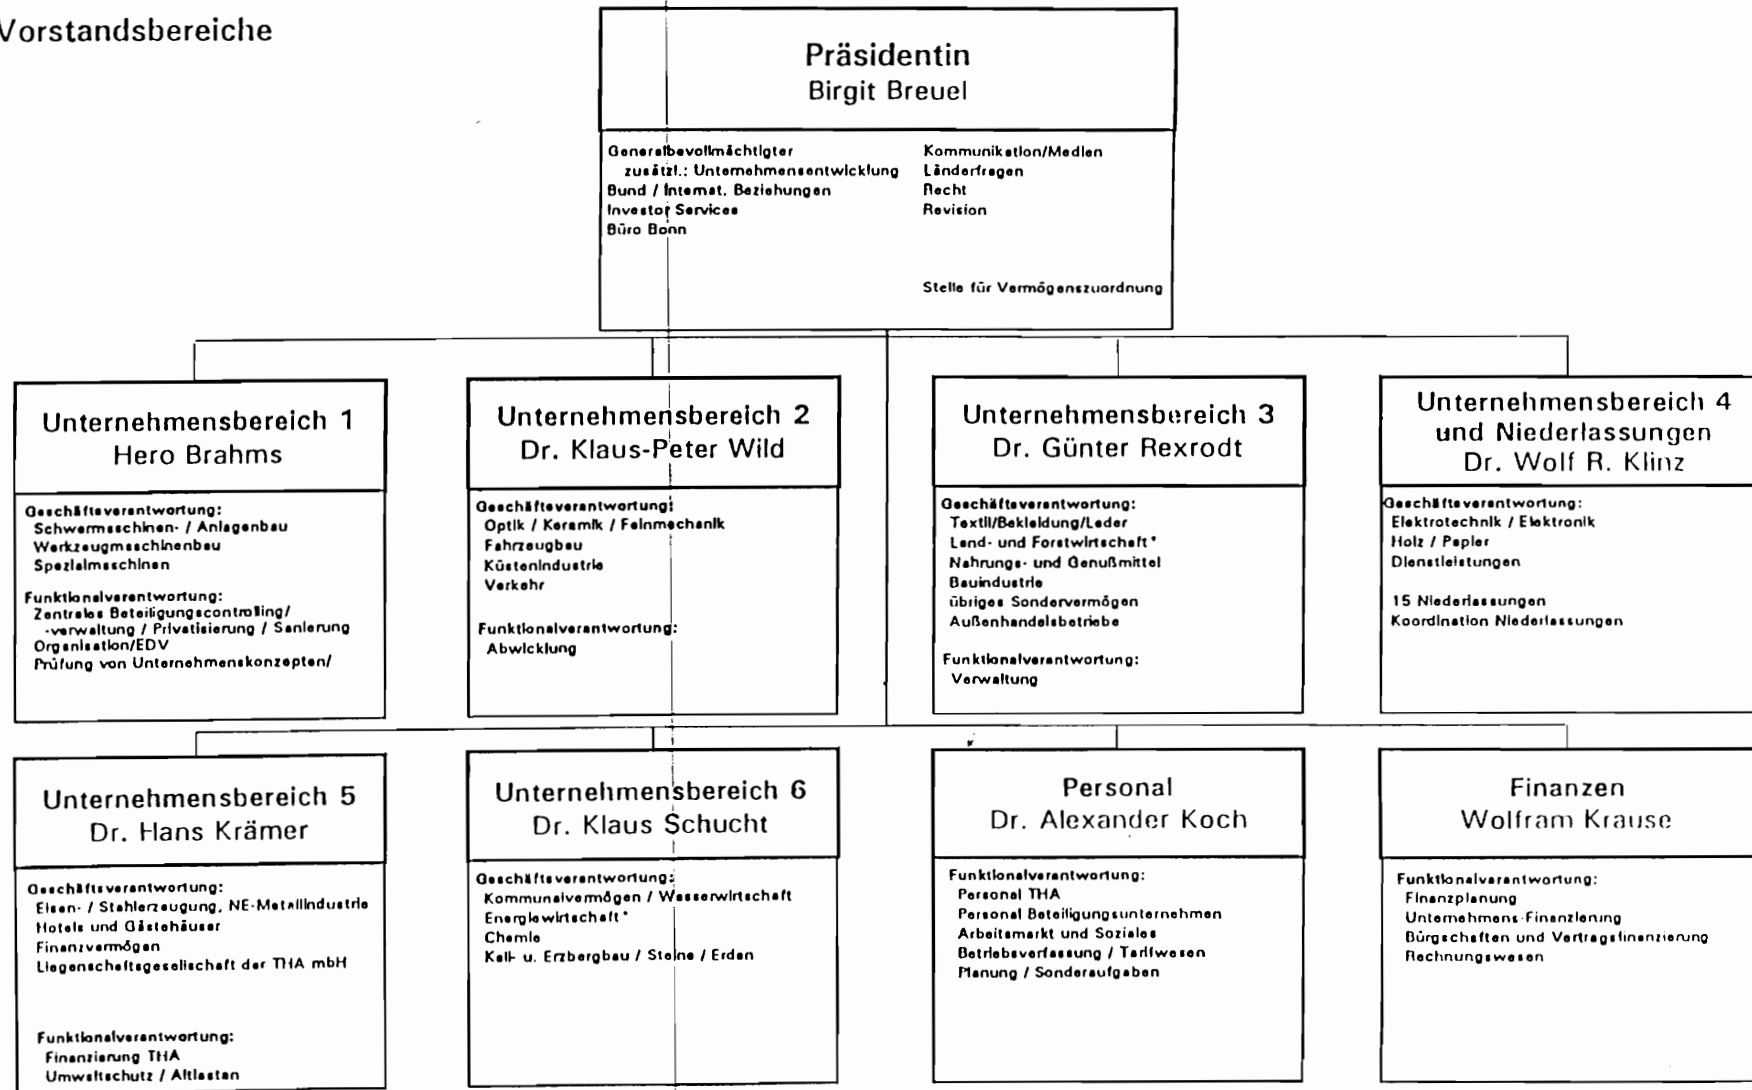 Vorstandsbereiche
Präsidentin
Birgit Breuel
Generalbevollmächtigter
zusätzl.: Unternehmensentwicklung
Bund / Internat. Beziehungen
Investor Services
Büro Bonn
Kommunikation/Medien
Länderfragen
Recht
Revision
Stelle für Vermögenszuordnung
Unternehmensbereich 1
Hero Brahms
Geschäftsverantwortung:
Schwermaschinen- / Anlagenbau
Werkzeugmaschinenbau
Spezialmaschinen
Funktionalverantwortung:
Zentrales Beteiligungscontrolling/
-verwaltung / Privatisierung / Sanierung
Organisation/EDV
Prüfung von Unternehmenskonzepten/
Unternehmensbereich 2
Dr. Klaus-Peter Wild
Geschäftsverantwortung:
Optik / Keramik / Feinmechanik
Fahrzeugbau
Küstenindustrie
Verkehr
Funktionalverantwortung:
Abwicklung
Unternehmensbereich 3
Dr. Günter Rexrodt
Geschäftsverantwortung:
Textil/Bekleidung/Leder
Land- und Forstwirtschaft*
Nahrungs- und Genußmittel
Bauindustrie
übriges Sondervermögen
Außenhandelsbetriebe
Funktionalverantwortung:
Verwaltung
Unternehmensbereich 4
und Niederlassungen
Dr. Wolf R. Klinz
Geschäftsverantwortung:
Elektrotechnik / Elektronik
Holz / Papier
Dienstleistungen
15 Niederlassungen
Koordination Niederlassungen
Unternehmensbereich 5
Dr. Hans Krämer
Geschäftsverantwortung:
Eisen- / Stahlerzeugung, NE-Metallindustrie
Hotels und Gästehäuser
Finanzvermögen
Liegenschaftsgesellschaft der THA mbH
Funktionalverantwortung:
Finanzierung THA
Umweltschutz / Altlasten
Unternehmensbereich 6
Dr. Klaus Schucht
Geschäftsverantwortung:
Kommunalvermögen / Wasserwirtschaft
Energiewirtschaft*
Chemie
Kali- u. Erzbergbau / Steine / Erden
Personal
Dr. Alexander Koch
Funktionalverantwortung:
Personal THA
Personal Beteiligungsunternehmen
Arbeitsmarkt und Soziales
Betriebsverfassung / Tarifwesen
Planung / Sonderaufgaben
Finanzen
Wolfram Krause
Funktionalverantwortung:
Finanzplanung
Unternehmens-Finanzierung
Bürgschaften und Vertragsfinanzierung
Rechnungswesen